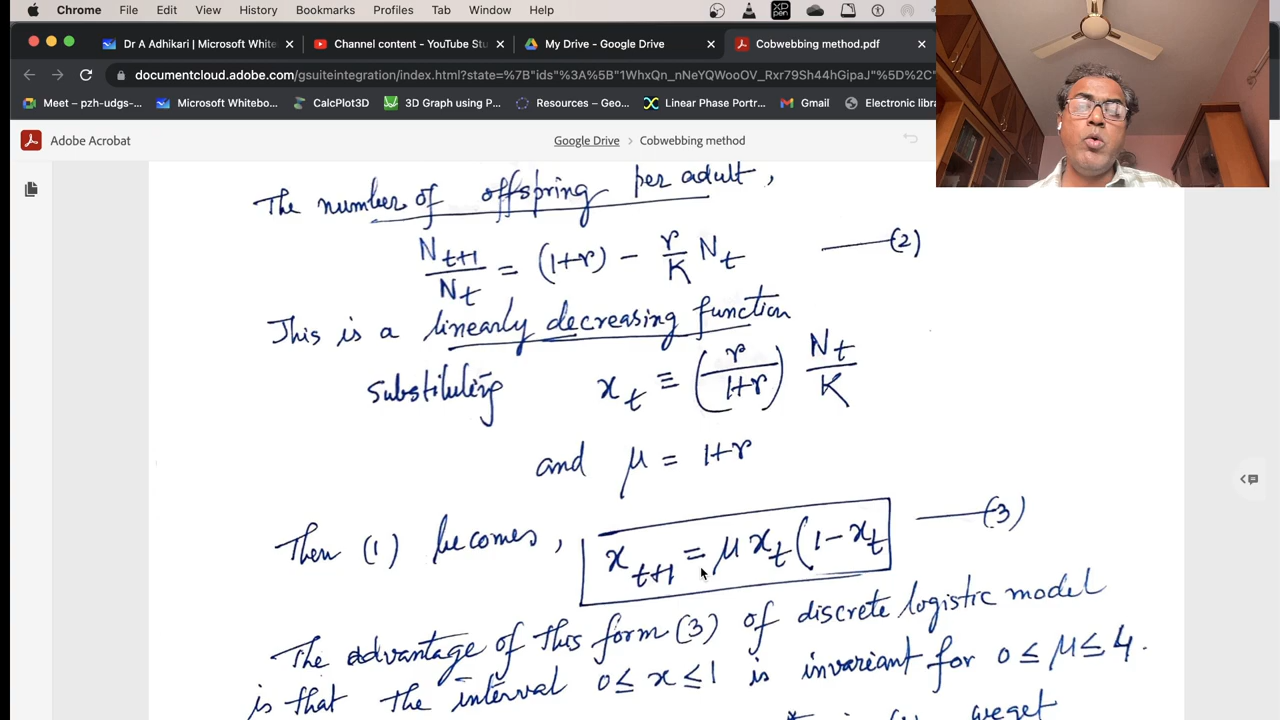 Chrome File Edit View History Bookmarks Profiles Tab Window Help
Dr A Adhikari | Microsoft White × Channel content - YouTube Stu × My Drive - Google Drive × Cobwebbing method.pdf ×
documentcloud.adobe.com/gsuiteintegration/index.html?state=%7B"ids"%3A%5B"1WhxQn_nNeYQWooOV_Rxr79Sh44hGipaJ"%5D%2C"
Meet – pzh-udgs-... Microsoft Whitebo... CalcPlot3D 3D Graph using P... Resources – Geo... Linear Phase Portr... Gmail Electronic libra
Adobe Acrobat Google Drive > Cobwebbing method
The number of offspring per adult,
N_{t+1}/N_t = (1+r) - r/K N_t —(2)
This is a linearly decreasing function
substituting x_t ≡ (r/1+r) N_t/K
and μ = 1+r
Then (1) becomes, x_{t+1} = μ x_t (1 - x_t —(3)
The advantage of this form (3) of discrete logistic model
is that the interval 0 ≤ x ≤ 1 is invariant for 0 ≤ μ ≤ 4.
we get